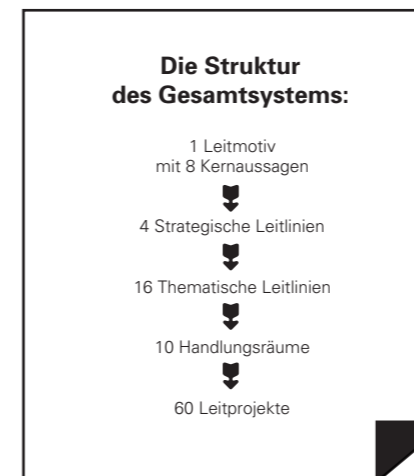 Die Struktur
des Gesamtsystems:
1 Leitmotiv
mit 8 Kernaussagen
4 Strategische Leitlinien
16 Thematische Leitlinien
10 Handlungsräume
60 Leitprojekte